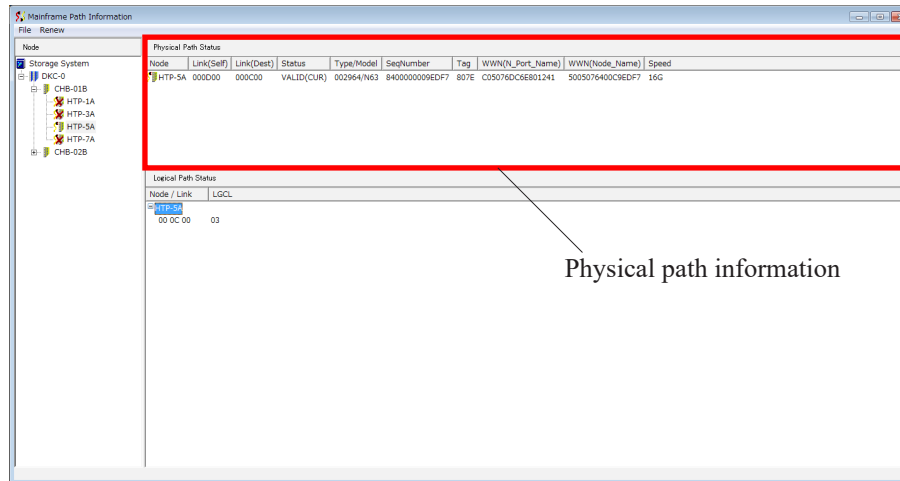 Mainframe Path Information
File Renew
Node
Storage System
DKC-0
CHB-01B
HTP-1A
HTP-3A
HTP-5A
HTP-7A
CHB-02B
Physical Path Status
Node Link(Self) Link(Dest) Status Type/Model SeqNumber Tag WWN(N_Port_Name) WWN(Node_Name) Speed
HTP-5A 000D00 000C00 VALID(CUR) 002964/N63 8400000009EDF7 807E C05076DC6E801241 5005076400C9EDF7 16G
Logical Path Status
Node / Link LGCL
HTP-5A
00 0C 00 03
Physical path information